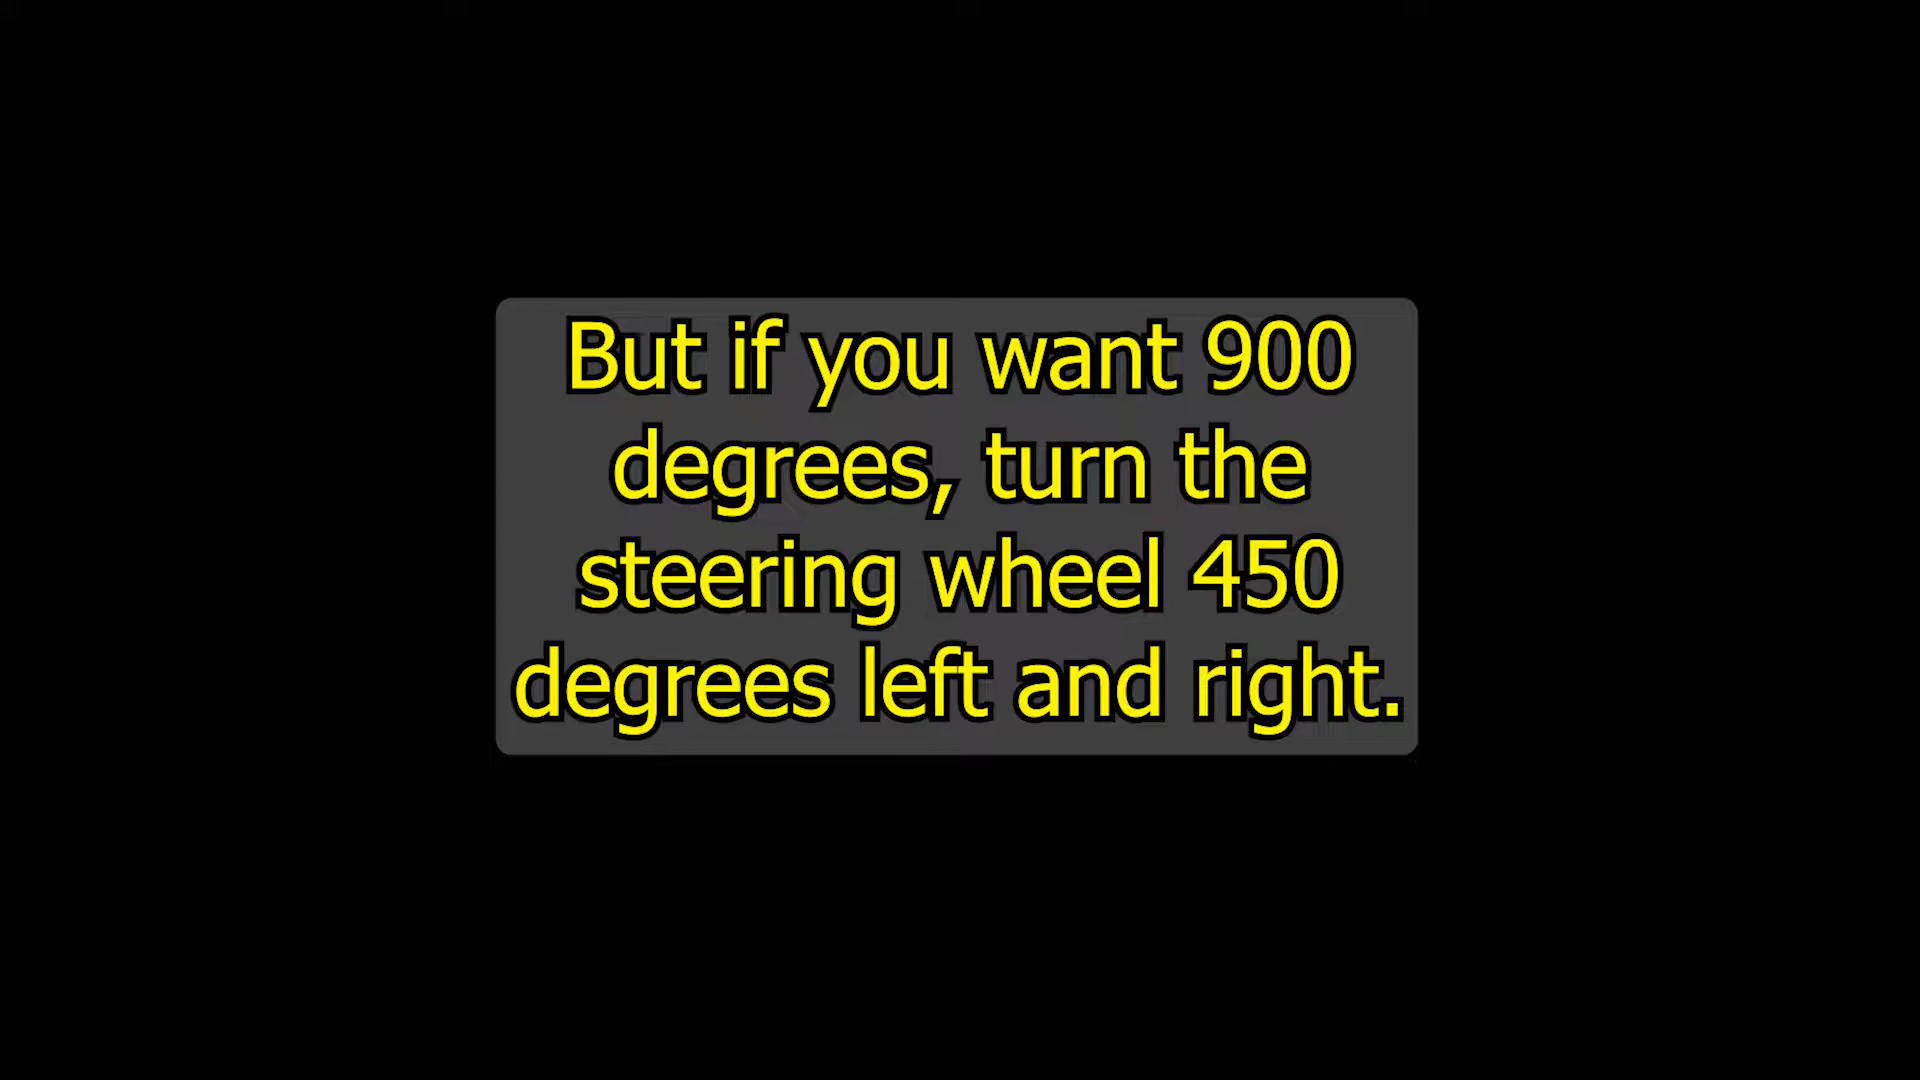 But if you want 900
degrees, turn the
steering wheel 450
degrees left and right.